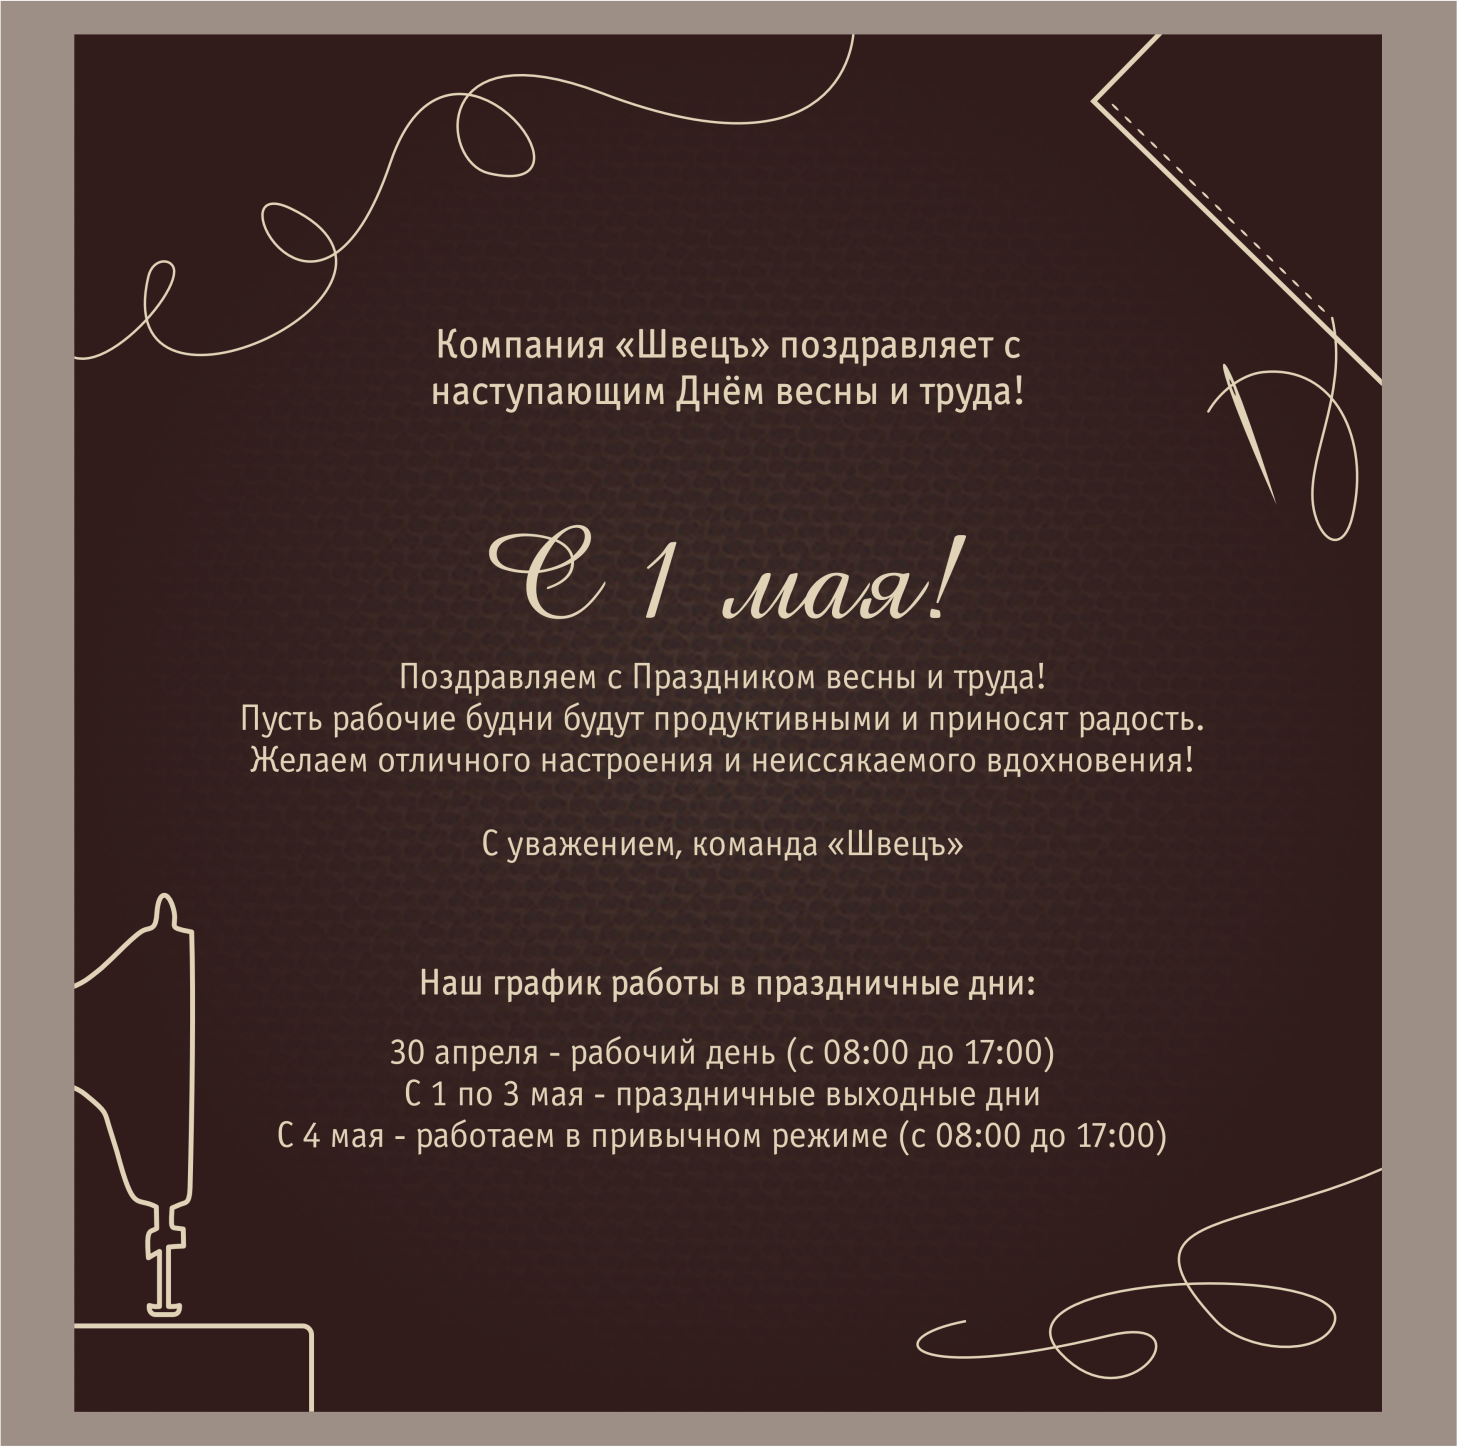 Компания «Швецъ» поздравляет с
наступающим Днём весны и труда!
С 1 мая!
Поздравляем с Праздником весны и труда!
Пусть рабочие будни будут продуктивными и приносят радость.
Желаем отличного настроения и неиссякаемого вдохновения!
С уважением, команда «Швецъ»
Наш график работы в праздничные дни:
30 апреля - рабочий день (с 08:00 до 17:00)
С 1 по 3 мая - праздничные выходные дни
С 4 мая - работаем в привычном режиме (с 08:00 до 17:00)